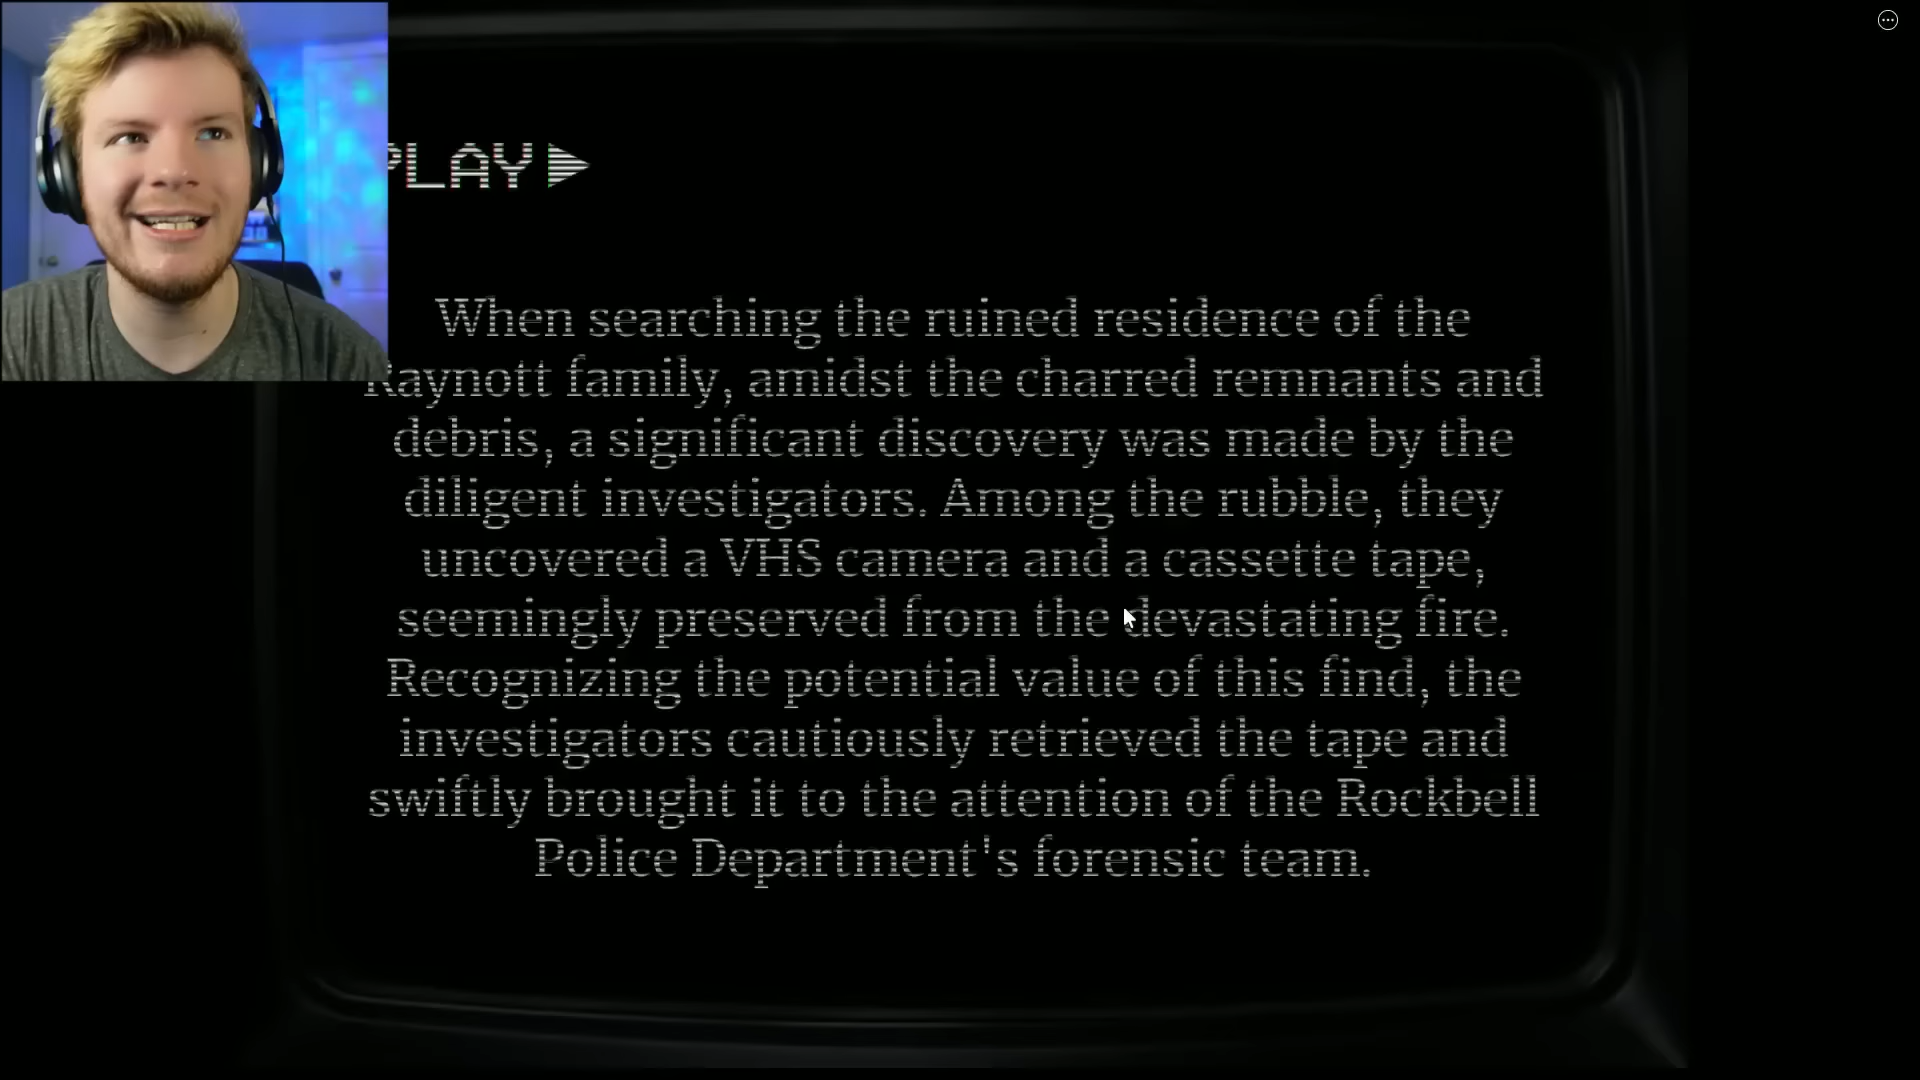 PLAY
When searching the ruined residence of the
Raynott family, amidst the charred remnants and
debris, a significant discovery was made by the
diligent investigators. Among the rubble, they
uncovered a VHS camera and a cassette tape,
seemingly preserved from the devastating fire.
Recognizing the potential value of this find, the
investigators cautiously retrieved the tape and
swiftly brought it to the attention of the Rockbell
Police Department's forensic team.